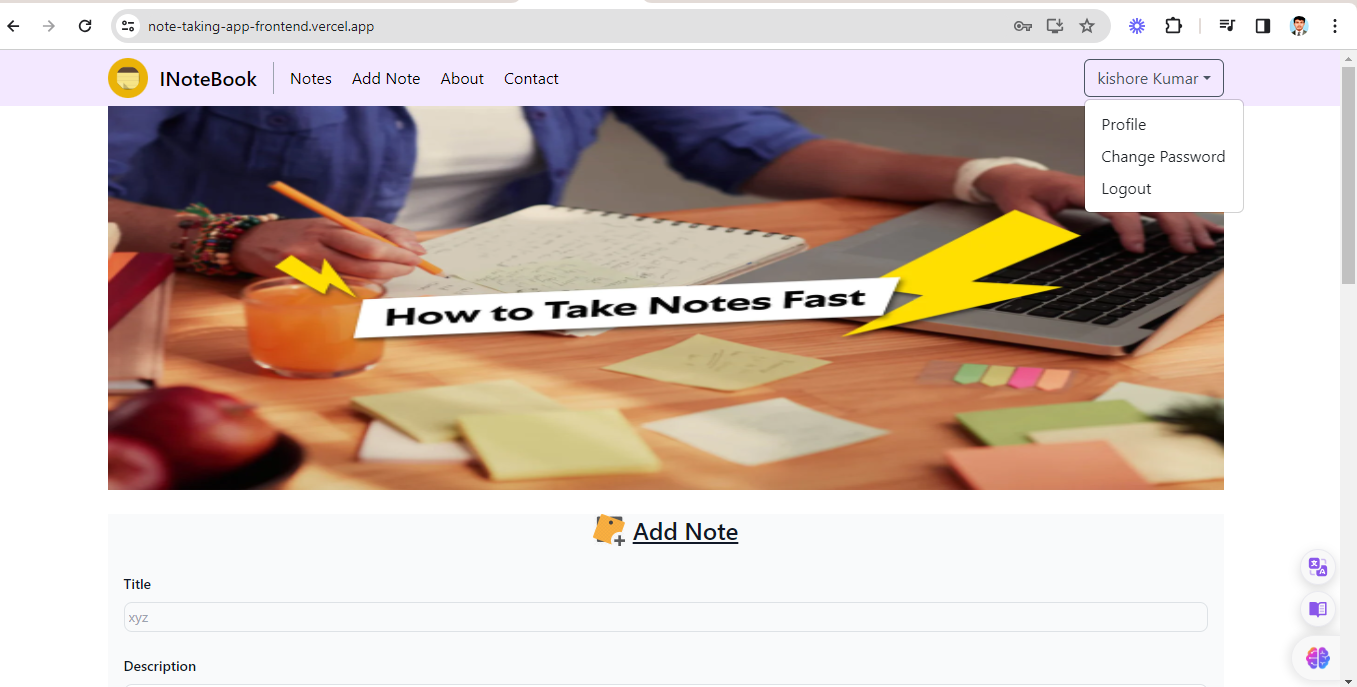 note-taking-app-frontend.vercel.app
INoteBook Notes Add Note About Contact kishore Kumar
Profile
Change Password
Logout
How to Take Notes Fast
Add Note
Title
xyz
Description